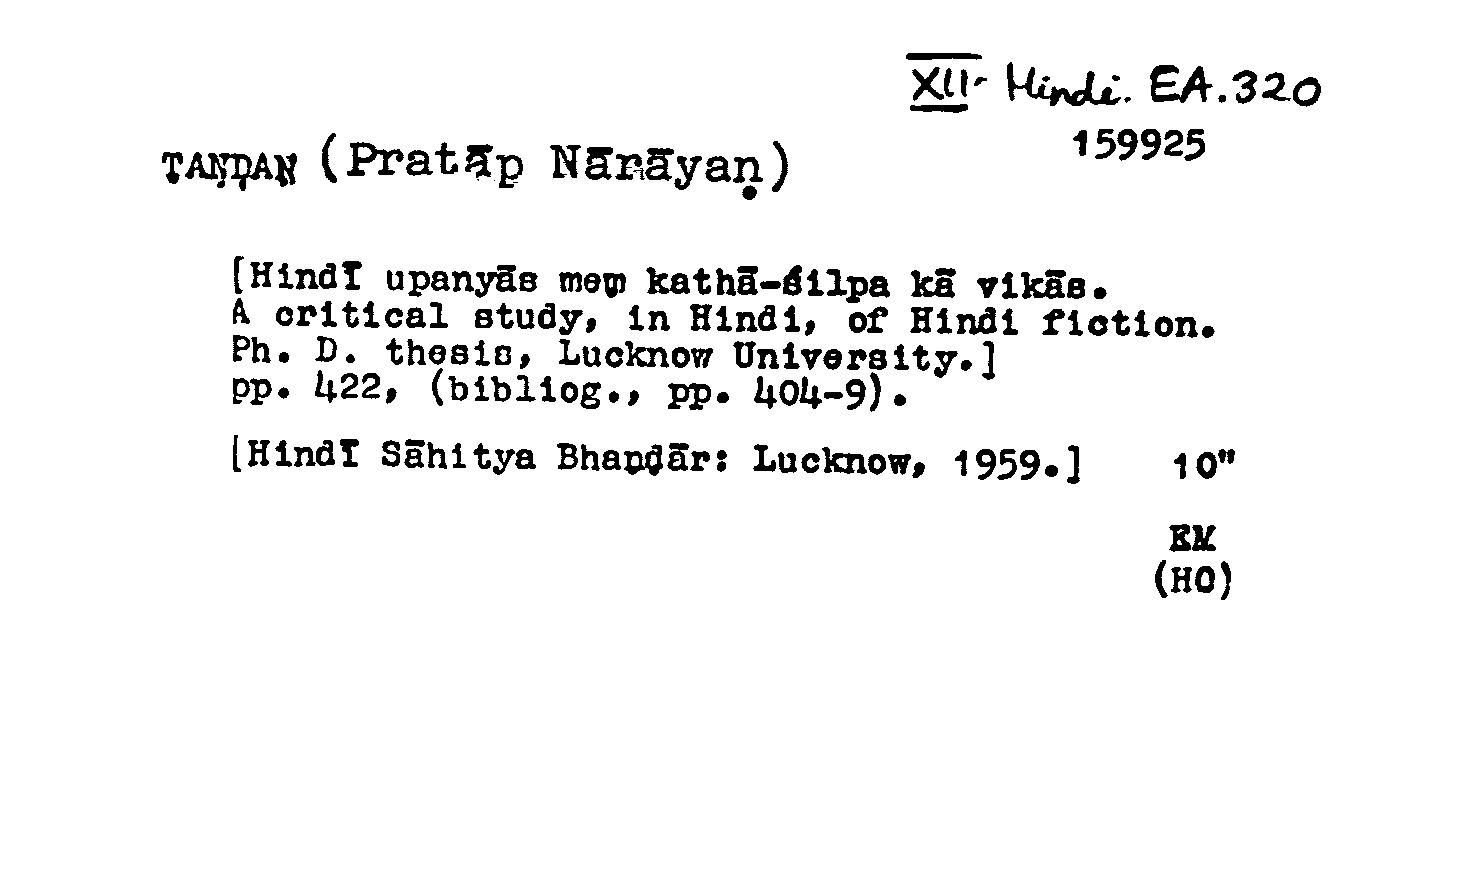 XII. Hindi. EA.320
159925
TAṆḌAN (Pratāp Nārāyaṇ)
[Hindī upanyās meṃ kathā-śilpa kā vikās.
A critical study, in Hindi, of Hindi fiction.
Ph. D. thesis, Lucknow University.]
pp. 422, (bibliog., pp. 404-9).
[Hindī Sāhitya Bhaṇḍār: Lucknow, 1959.] 10"
EM
(HO)